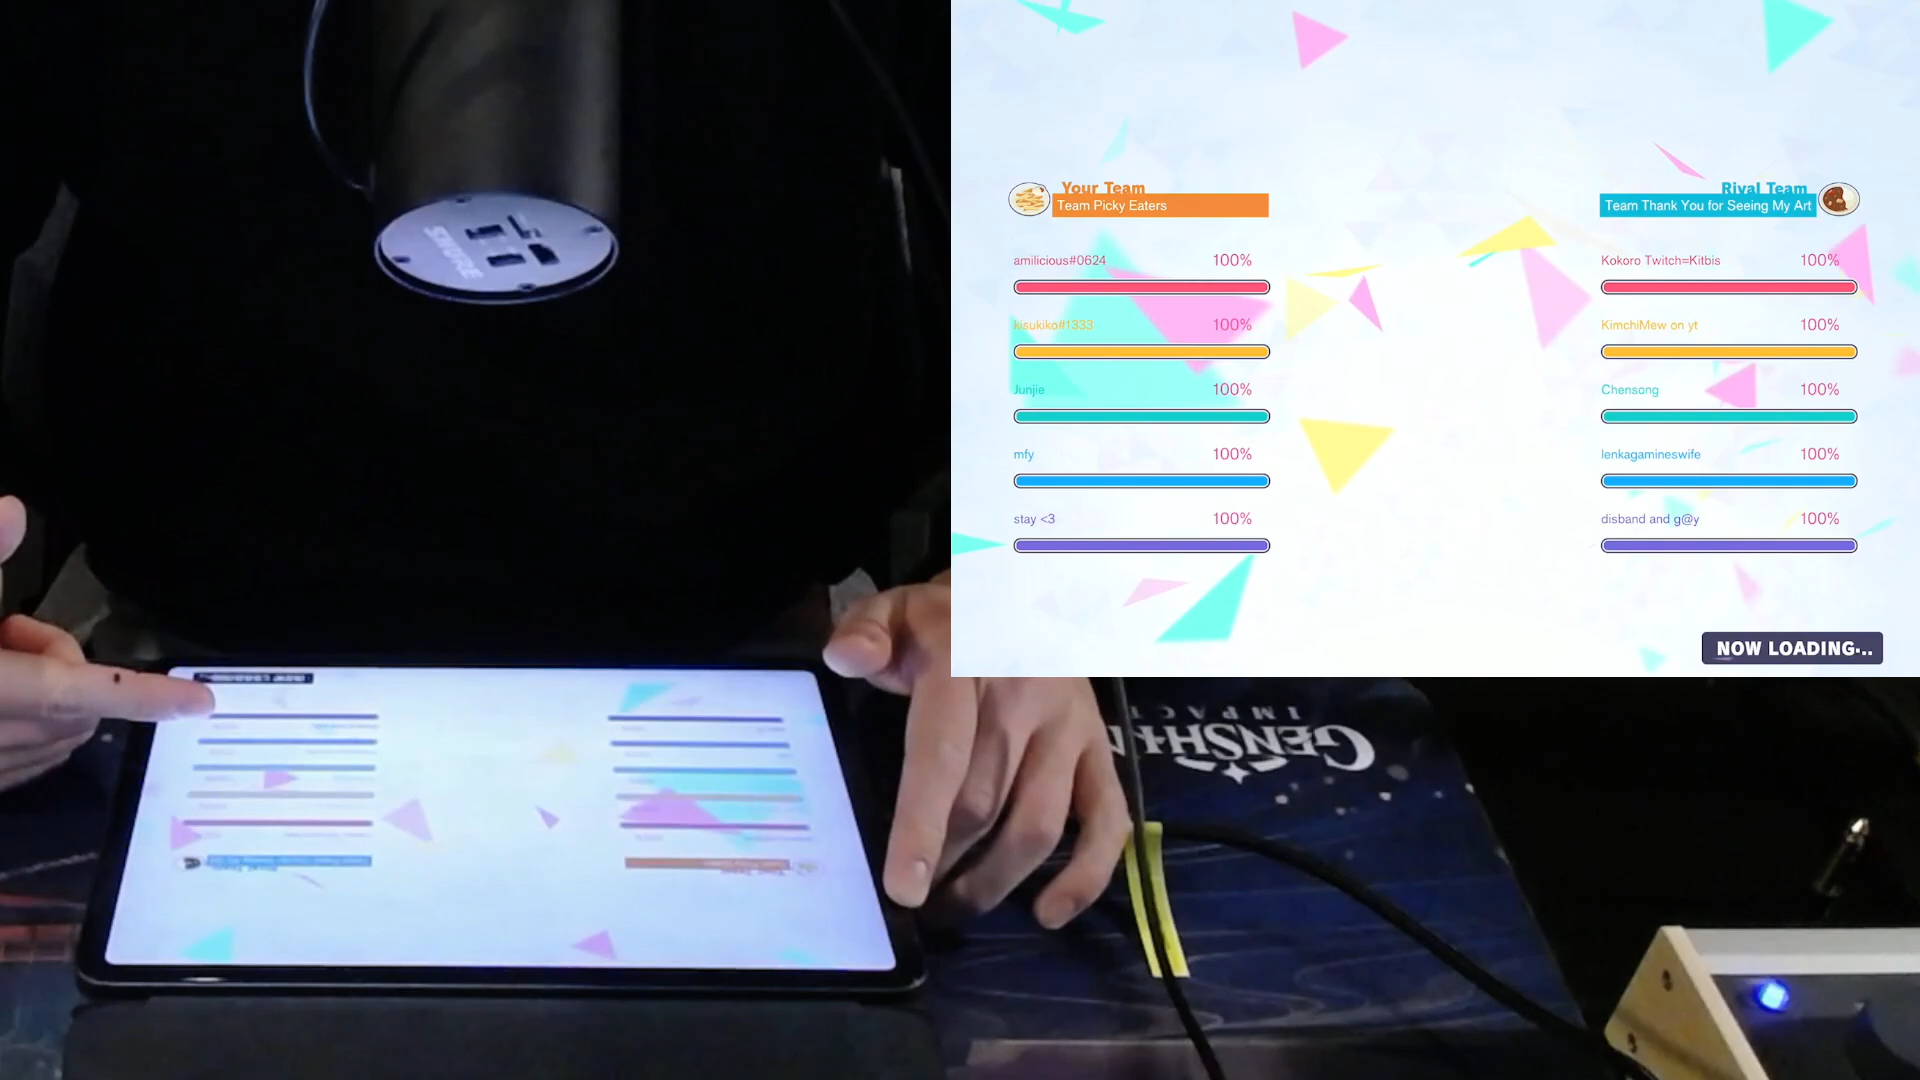 SHURE
Your Team
Team Picky Eaters
amilicious#0624 100%
kisukiko#1333 100%
Junjie 100%
mfy 100%
stay <3 100%
Rival Team
Team Thank You for Seeing My Art
Kokoro Twitch=Kitbis 100%
KimchiMew on yt 100%
Chensong 100%
lenkagamineswife 100%
disband and g@y 100%
NOW LOADING...
GENSHIN
IMPACT